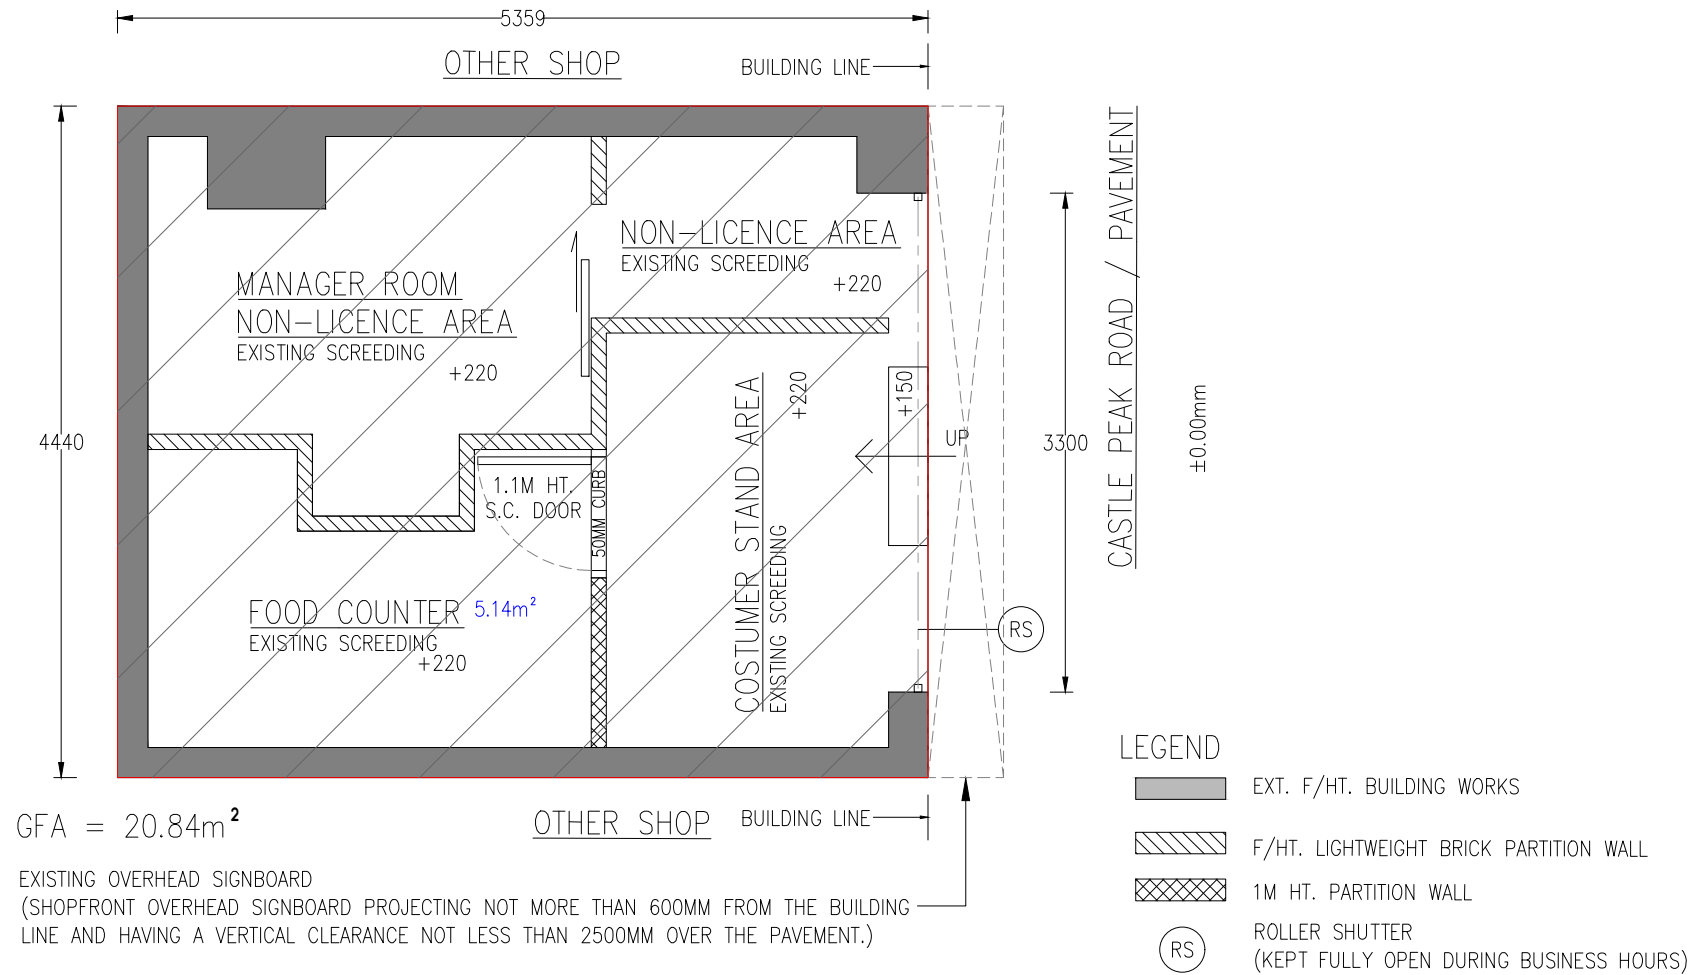 5359
OTHER SHOP
BUILDING LINE
NON-LICENCE AREA
EXISTING SCREEDING
+220
MANAGER ROOM
NON-LICENCE AREA
EXISTING SCREEDING
+220
4440
3300
CASTLE PEAK ROAD / PAVEMENT
±0.00mm
+150
UP
+220
COSTUMER STAND AREA
EXISTING SCREEDING
1.1M HT.
S.C. DOOR
50MM CURB
FOOD COUNTER 5.14m²
EXISTING SCREEDING
+220
RS
GFA = 20.84m²
OTHER SHOP
BUILDING LINE
EXISTING OVERHEAD SIGNBOARD
(SHOPFRONT OVERHEAD SIGNBOARD PROJECTING NOT MORE THAN 600MM FROM THE BUILDING
LINE AND HAVING A VERTICAL CLEARANCE NOT LESS THAN 2500MM OVER THE PAVEMENT.)
LEGEND
EXT. F/HT. BUILDING WORKS
F/HT. LIGHTWEIGHT BRICK PARTITION WALL
1M HT. PARTITION WALL
RS
ROLLER SHUTTER
(KEPT FULLY OPEN DURING BUSINESS HOURS)